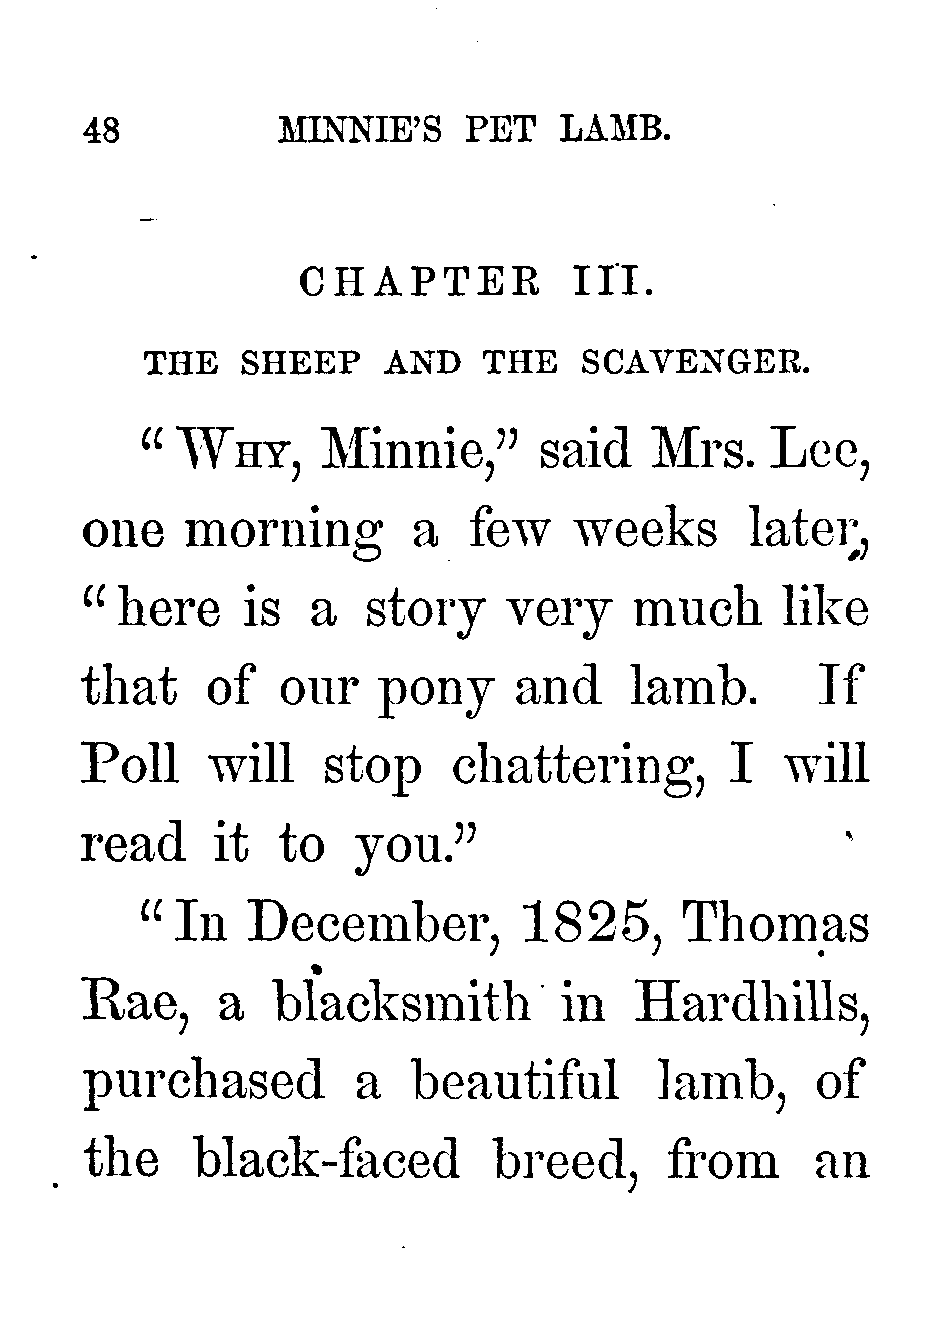 48 MINNIE'S PET LAMB.
CHAPTER III.
THE SHEEP AND THE SCAVENGER.
“WHY, Minnie,” said Mrs. Lee,
one morning a few weeks later,
“here is a story very much like
that of our pony and lamb. If
Poll will stop chattering, I will
read it to you.”
“In December, 1825, Thomas
Rae, a blacksmith in Hardhills,
purchased a beautiful lamb, of
the black-faced breed, from an